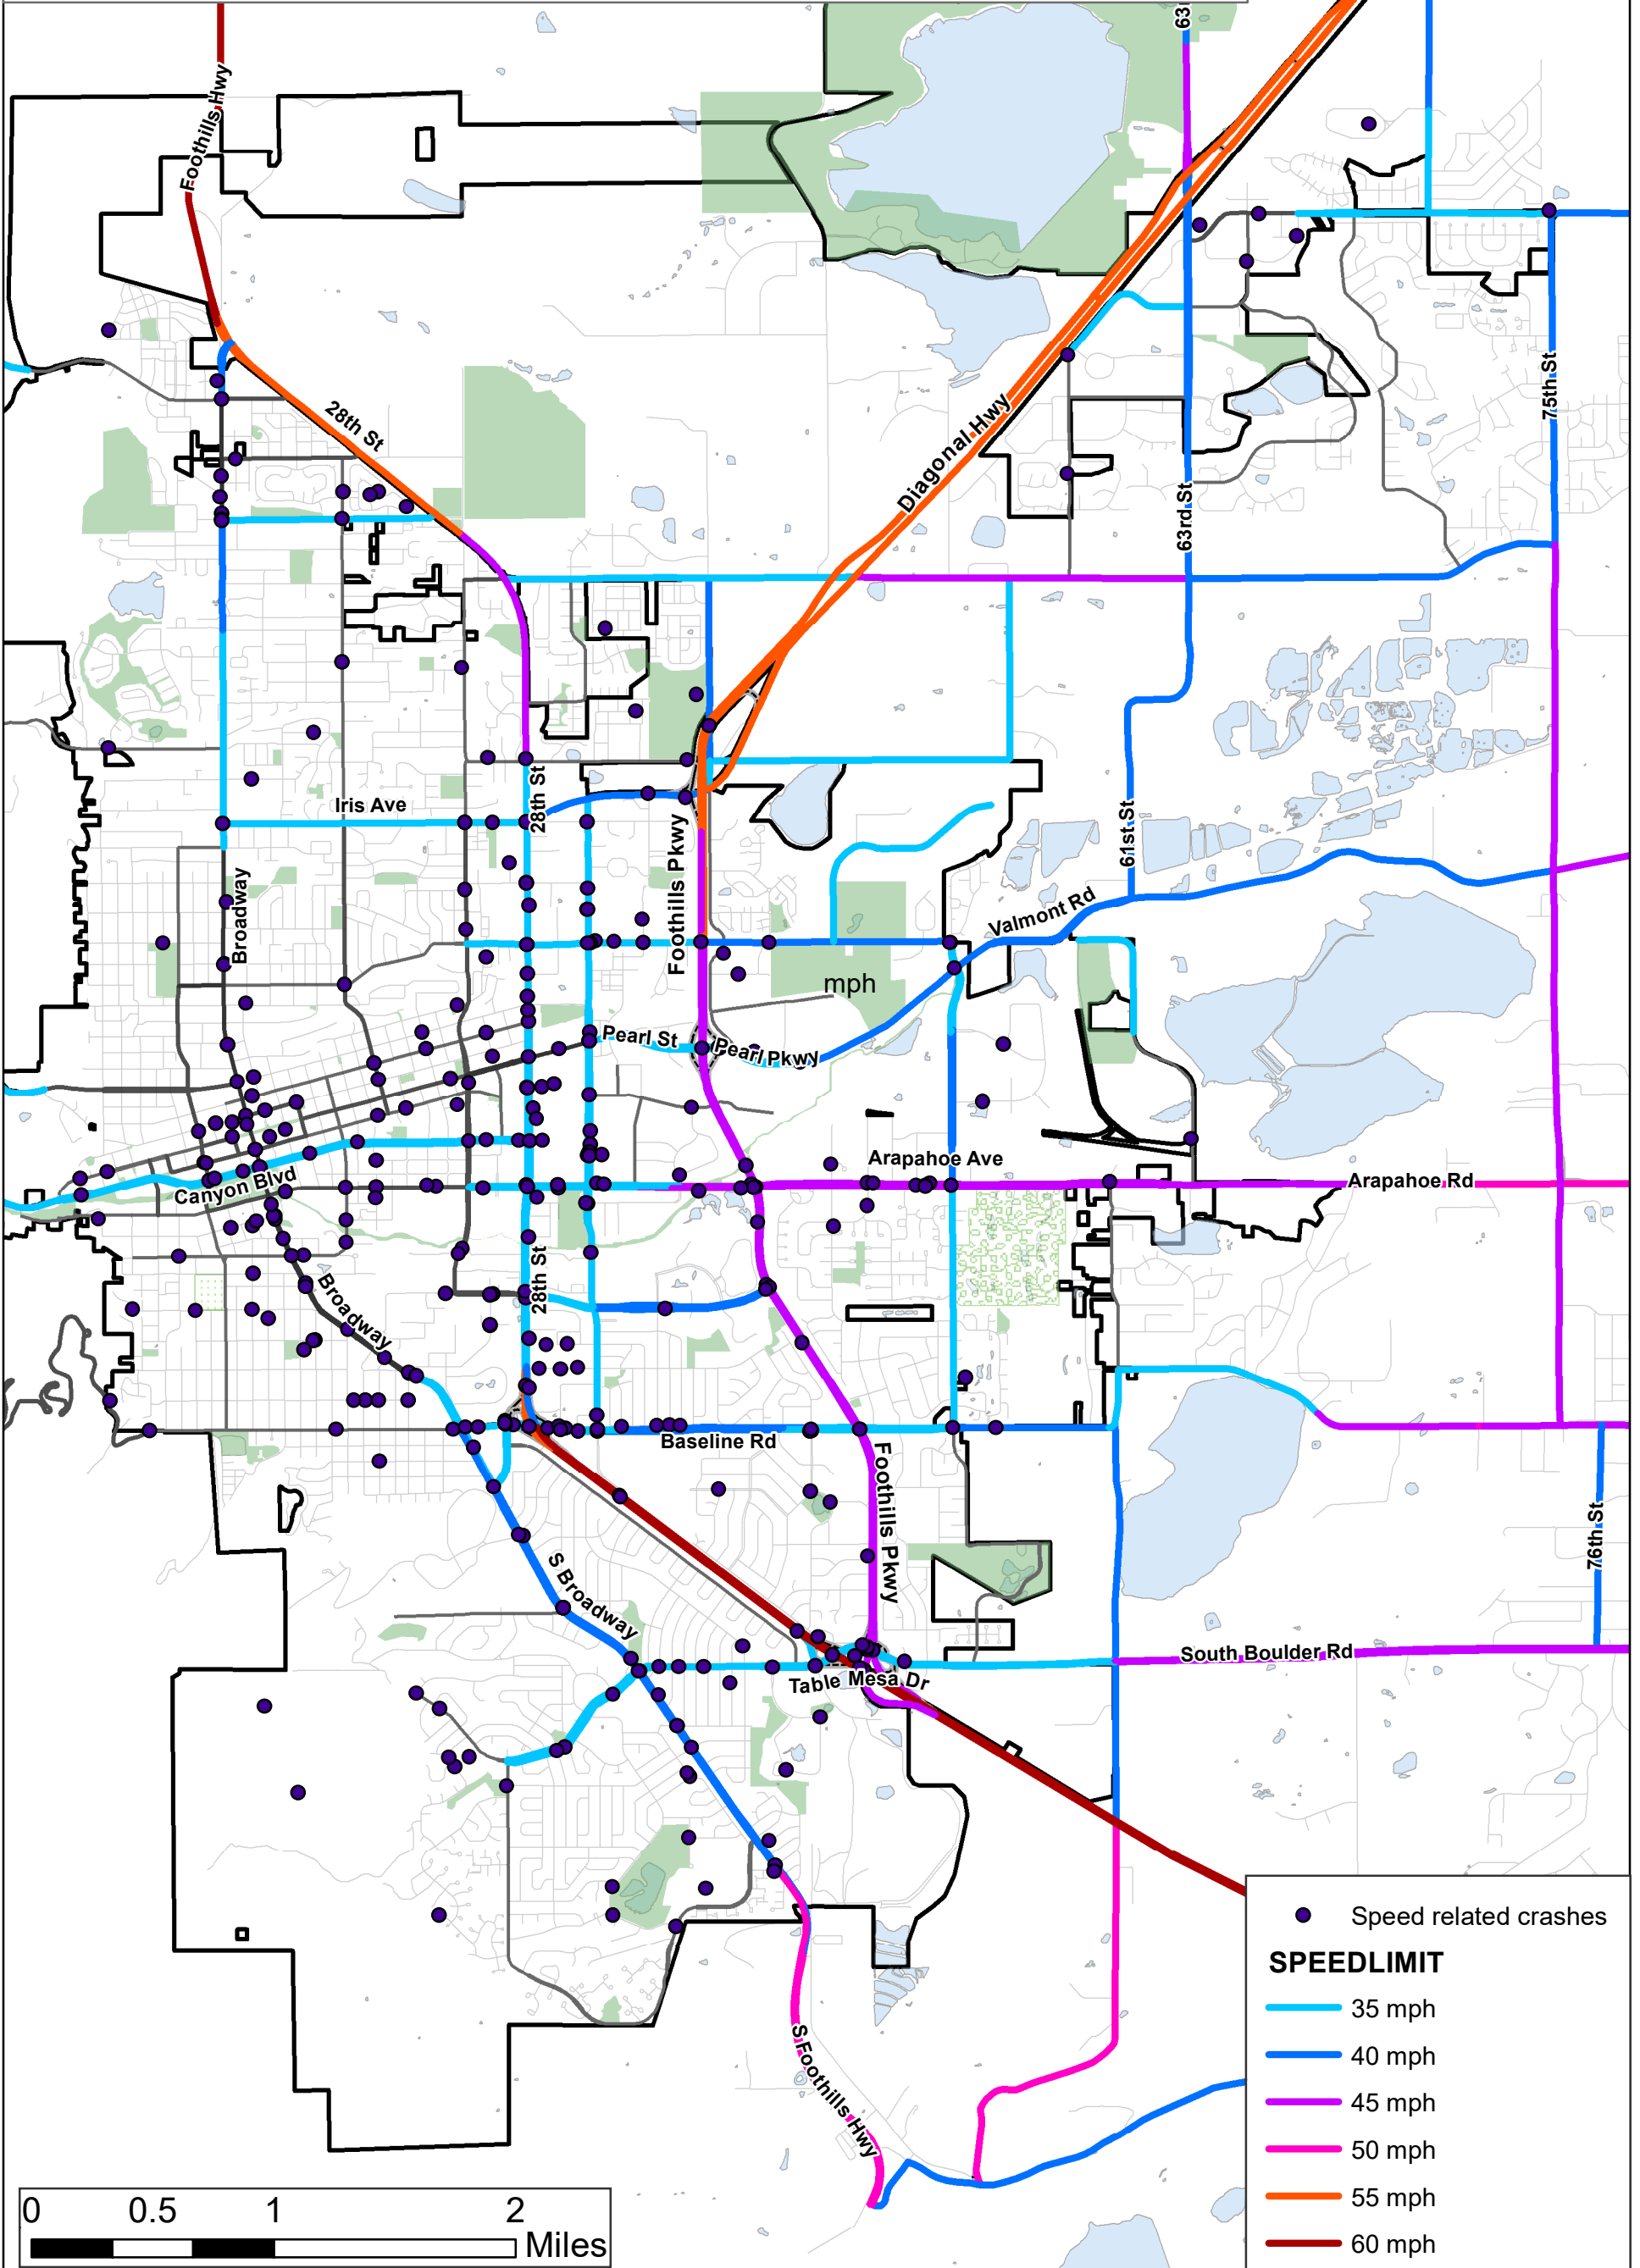 63
Foothills Hwy
28th St
Diagonal Hwy
75th St
63rd St
28th St
Iris Ave
61st St
Foothills Pkwy
Broadway
Valmont Rd
mph
Pearl St
Pearl Pkwy
Arapahoe Ave
Arapahoe Rd
Canyon Blvd
28th St
Broadway
Baseline Rd
Foothills Pkwy
76th St
S Broadway
South Boulder Rd
Table Mesa Dr
S Foothills Hwy
Speed related crashes
SPEEDLIMIT
35 mph
40 mph
45 mph
50 mph
55 mph
60 mph
0 0.5 1 2
Miles